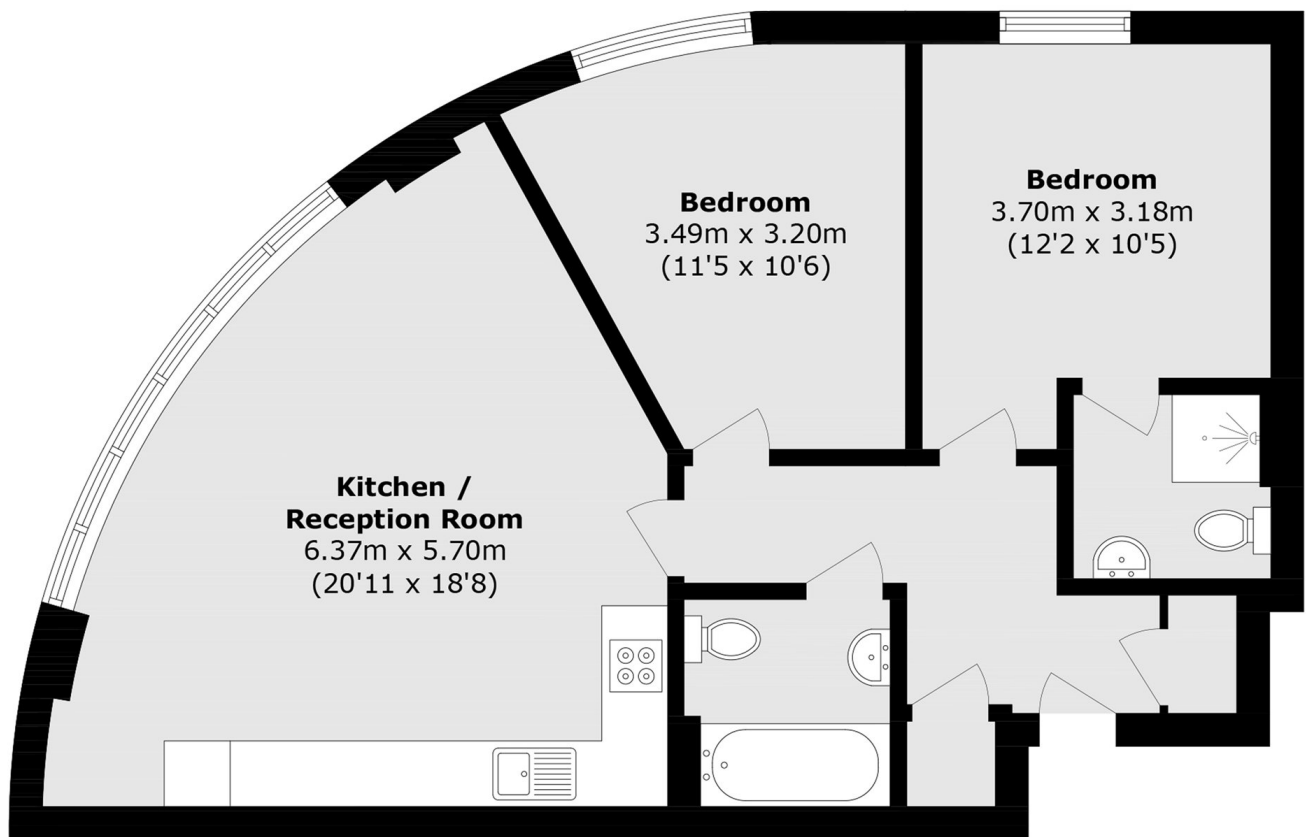 Bedroom
3.49m x 3.20m
(11'5 x 10'6)
Bedroom
3.70m x 3.18m
(12'2 x 10'5)
Kitchen /
Reception Room
6.37m x 5.70m
(20'11 x 18'8)